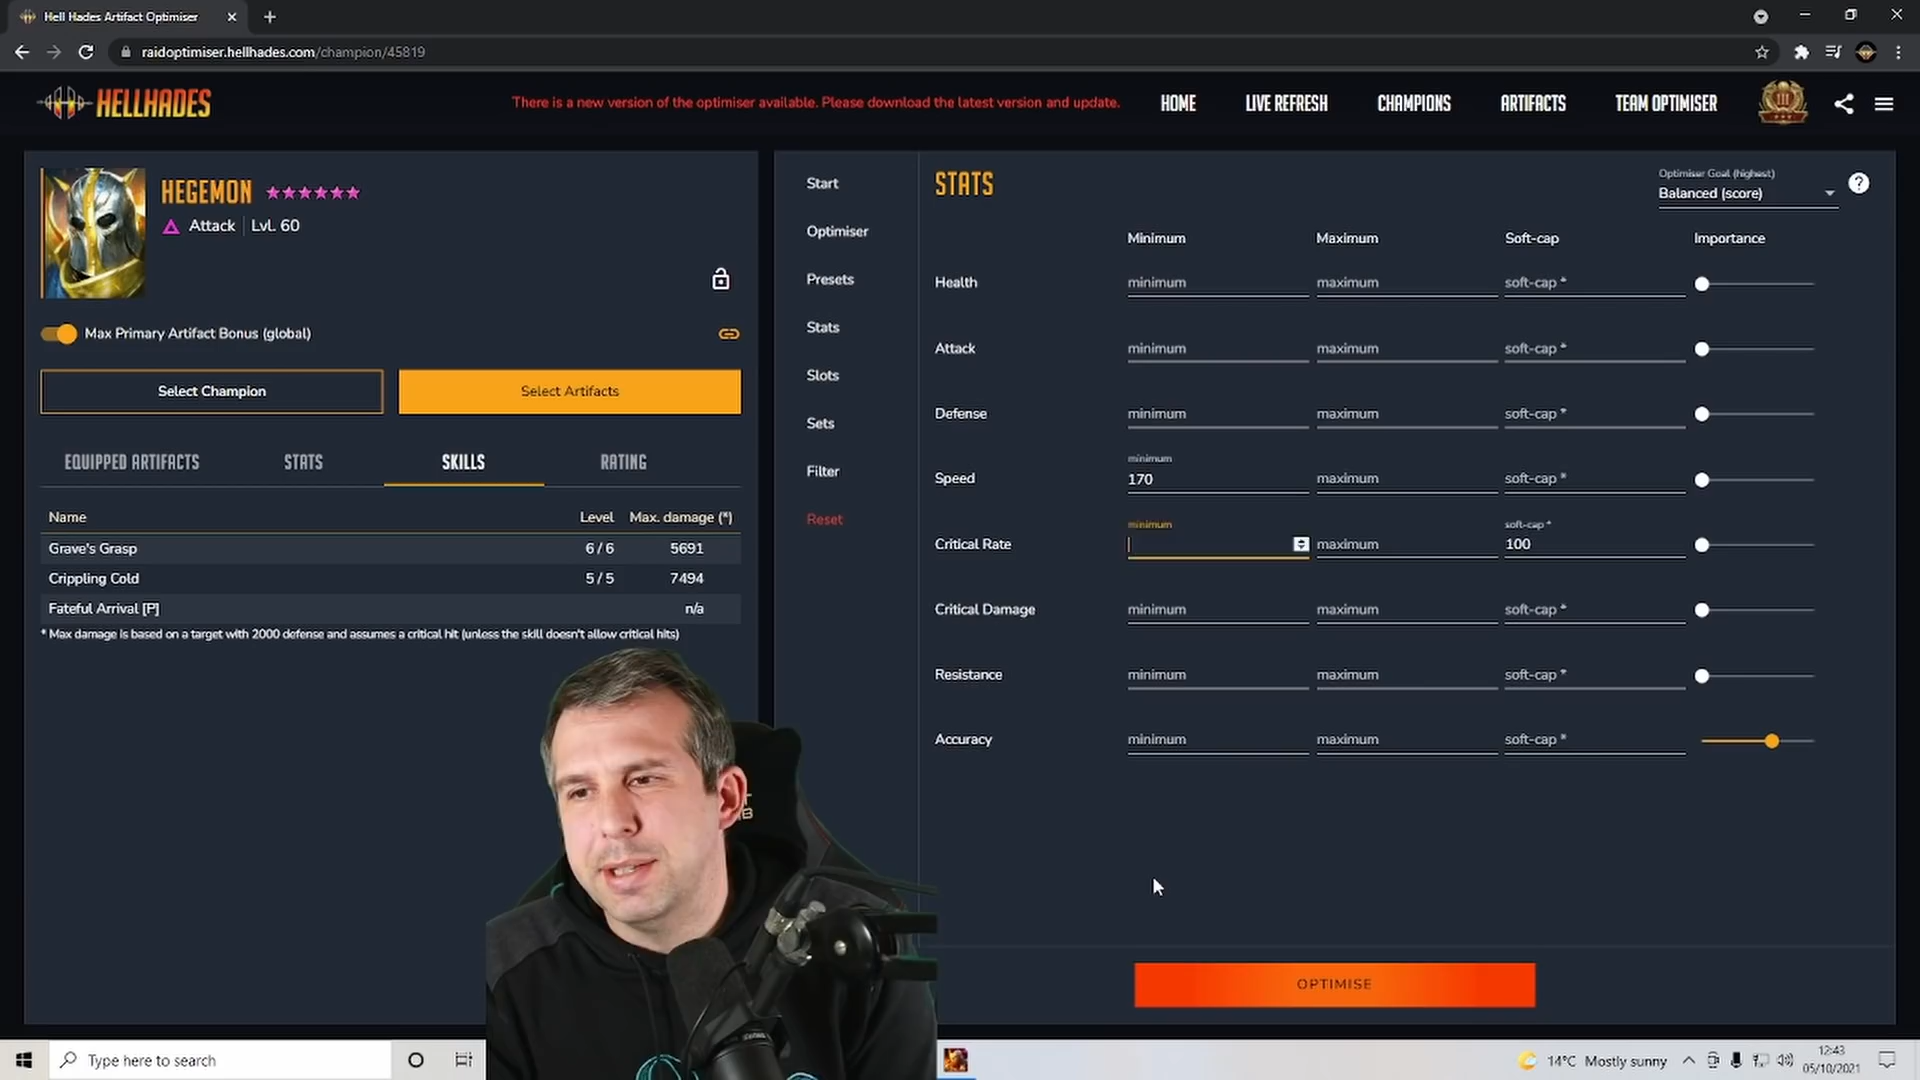 Hell Hades Artifact Optimiser
raidoptimiser.hellhades.com/champion/45819
HELLHADES
There is a new version of the optimiser available. Please download the latest version and update.
HOME
LIVE REFRESH
CHAMPIONS
ARTIFACTS
TEAM OPTIMISER
III
HEGEMON
Attack
Lvl. 60
Max Primary Artifact Bonus (global)
Select Champion
Select Artifacts
EQUIPPED ARTIFACTS
STATS
SKILLS
RATING
Name Level Max. damage (*)
Grave's Grasp 6 / 6 5691
Crippling Cold 5 / 5 7494
Fateful Arrival [P] n/a
* Max damage is based on a target with 2000 defense and assumes a critical hit (unless the skill doesn't allow critical hits)
Start
Optimiser
Presets
Stats
Slots
Sets
Filter
Reset
STATS
Optimiser Goal (highest)
Balanced (score)
?
Minimum Maximum Soft-cap Importance
Health minimum maximum soft-cap *
Attack minimum maximum soft-cap *
Defense minimum maximum soft-cap *
minimum
Speed 170 maximum soft-cap *
minimum soft-cap *
Critical Rate maximum 100
Critical Damage minimum maximum soft-cap *
Resistance minimum maximum soft-cap *
Accuracy minimum maximum soft-cap *
OPTIMISE
Type here to search
14°C Mostly sunny
12:43
05/10/2021